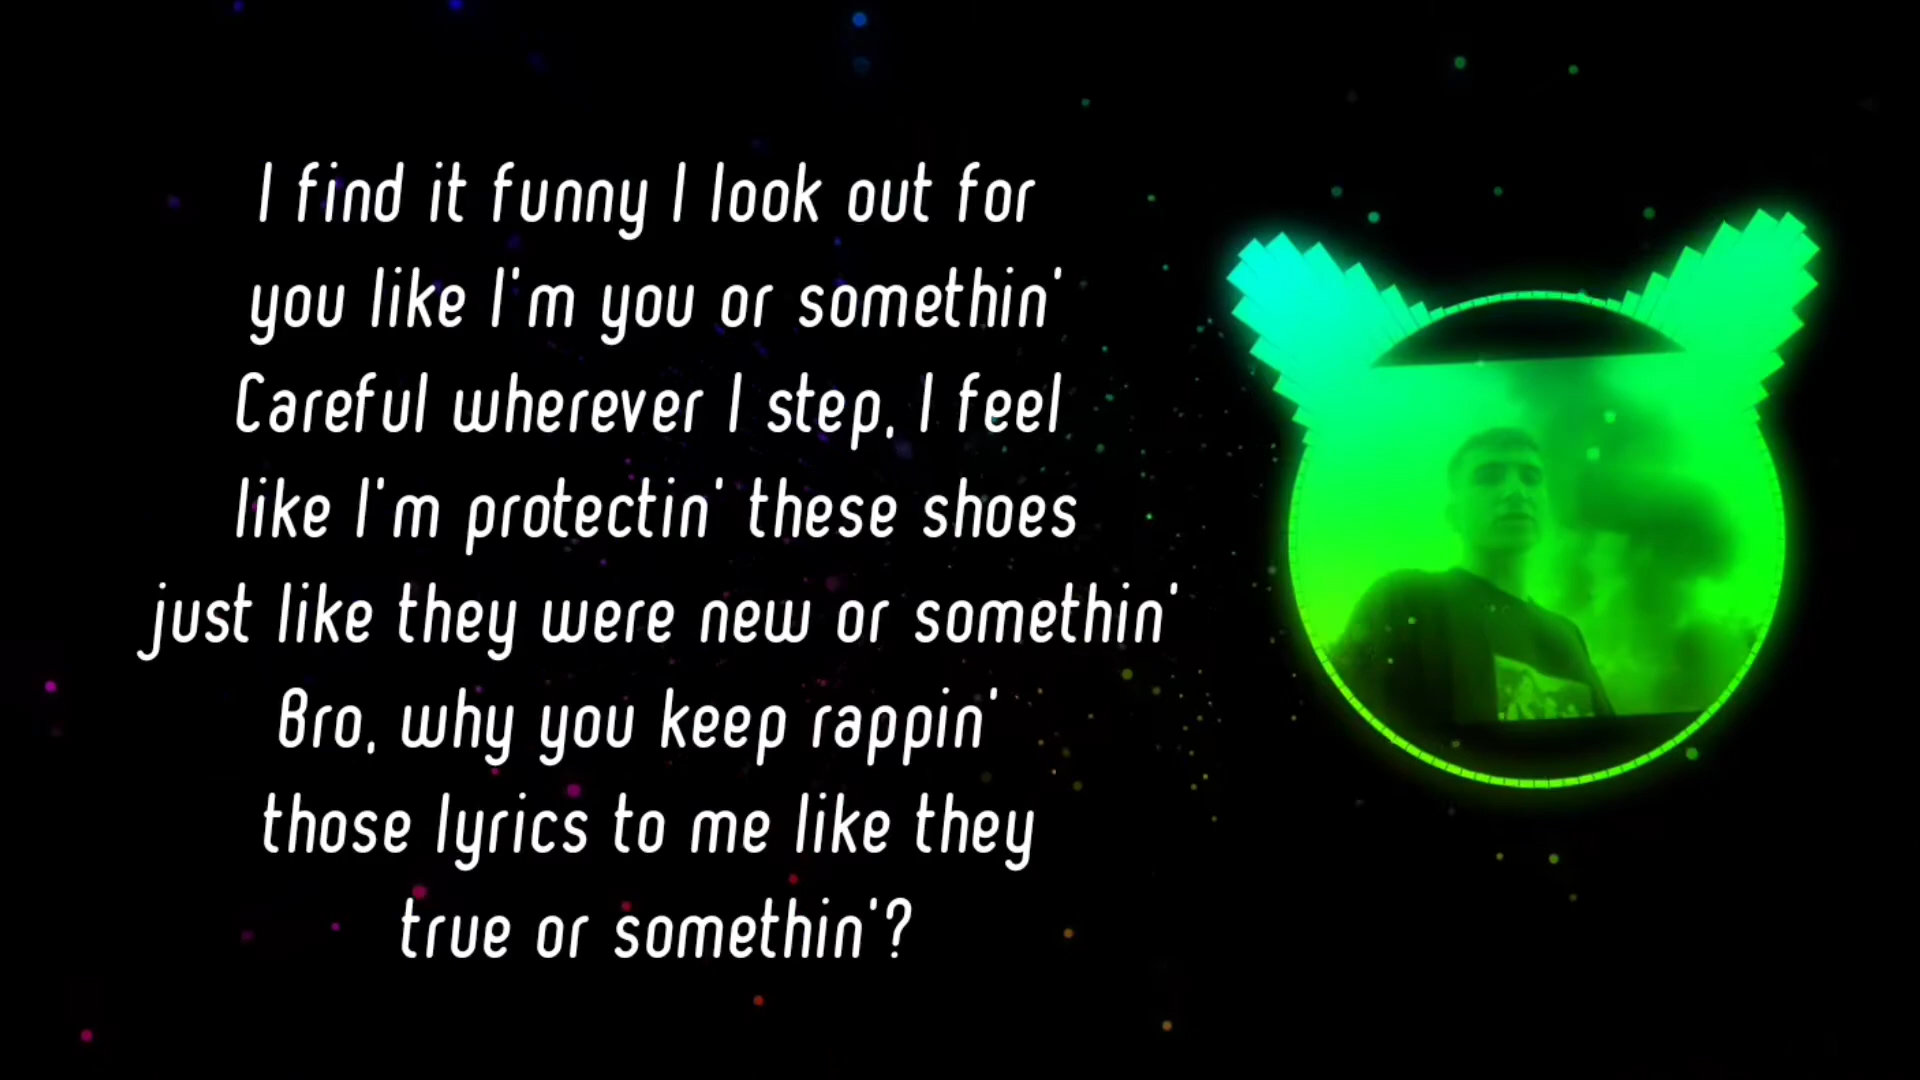 I find it funny I look out for
you like I'm you or somethin'
Careful wherever I step, I feel
like I'm protectin' these shoes
just like they were new or somethin'
Bro, why you keep rappin'
those lyrics to me like they
true or somethin'?